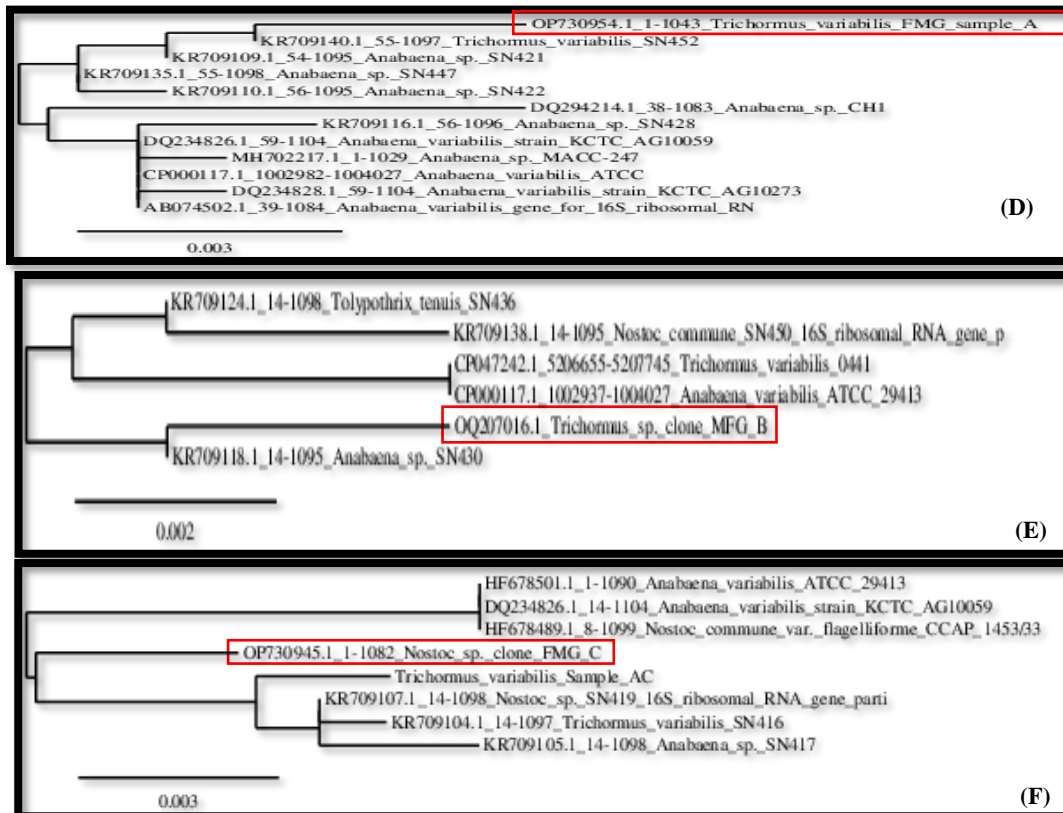 OP730954.1_1-1043_Trichormus_variabilis_FMG_sample_A
KR709140.1_55-1097_Trichormus_variabilis_SN452
KR709109.1_54-1095_Anabaena_sp._SN421
KR709135.1_55-1098_Anabaena_sp._SN447
KR709110.1_56-1095_Anabaena_sp._SN422
DQ294214.1_38-1083_Anabaena_sp._CH1
KR709116.1_56-1096_Anabaena_sp._SN428
DQ234826.1_59-1104_Anabaena_variabilis_strain_KCTC_AG10059
MH702217.1_1-1029_Anabaena_sp._MACC-247
CP000117.1_1002982-1004027_Anabaena_variabilis_ATCC
DQ234828.1_59-1104_Anabaena_variabilis_strain_KCTC_AG10273
AB074502.1_39-1084_Anabaena_variabilis_gene_for_16S_ribosomal_RN
(D)
0.003
KR709124.1_14-1098_Tolypothrix_tenuis_SN436
KR709138.1_14-1095_Nostoc_commune_SN450_16S_ribosomal_RNA_gene_p
CP047242.1_5206655-5207745_Trichormus_variabilis_0441
CP000117.1_1002937-1004027_Anabaena_variabilis_ATCC_29413
OQ207016.1_Trichormus_sp._clone_MFG_B
KR709118.1_14-1095_Anabaena_sp._SN430
0.002
(E)
HF678501.1_1-1090_Anabaena_variabilis_ATCC_29413
DQ234826.1_14-1104_Anabaena_variabilis_strain_KCTC_AG10059
HF678489.1_8-1099_Nostoc_commune_var._flagelliforme_CCAP_1453/33
OP730945.1_1-1082_Nostoc_sp._clone_FMG_C
Trichormus_variabilis_Sample_AC
KR709107.1_14-1098_Nostoc_sp._SN419_16S_ribosomal_RNA_gene_parti
KR709104.1_14-1097_Trichormus_variabilis_SN416
KR709105.1_14-1098_Anabaena_sp._SN417
0.003
(F)